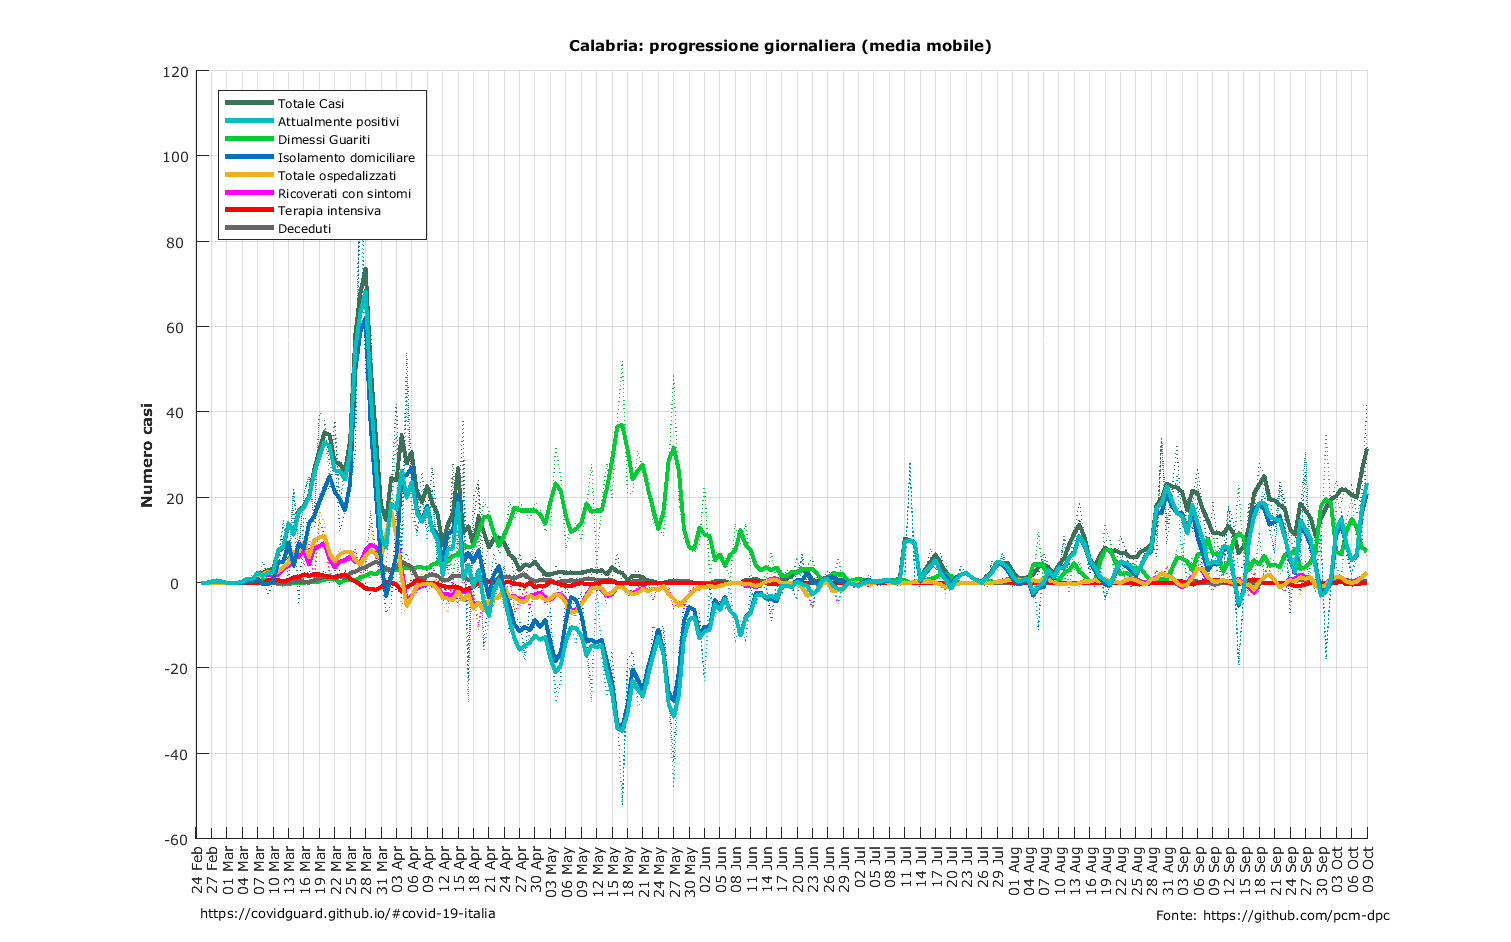 Calabria: progressione giornaliera (media mobile)
120
100
80
60
40
20
0
-20
-40
-60
Numero casi
Totale Casi
Attualmente positivi
Dimessi Guariti
Isolamento domiciliare
Totale ospedalizzati
Ricoverati con sintomi
Terapia intensiva
Deceduti
24 Feb
27 Feb
01 Mar
04 Mar
07 Mar
10 Mar
13 Mar
16 Mar
19 Mar
22 Mar
25 Mar
28 Mar
31 Mar
03 Apr
06 Apr
09 Apr
12 Apr
15 Apr
18 Apr
21 Apr
24 Apr
27 Apr
30 Apr
03 May
06 May
09 May
12 May
15 May
18 May
21 May
24 May
27 May
30 May
02 Jun
05 Jun
08 Jun
11 Jun
14 Jun
17 Jun
20 Jun
23 Jun
26 Jun
29 Jun
02 Jul
05 Jul
08 Jul
11 Jul
14 Jul
17 Jul
20 Jul
23 Jul
26 Jul
29 Jul
01 Aug
04 Aug
07 Aug
10 Aug
13 Aug
16 Aug
19 Aug
22 Aug
25 Aug
28 Aug
31 Aug
03 Sep
06 Sep
09 Sep
12 Sep
15 Sep
18 Sep
21 Sep
24 Sep
27 Sep
30 Sep
03 Oct
06 Oct
09 Oct
https://covidguard.github.io/#covid-19-italia
Fonte: https://github.com/pcm-dpc